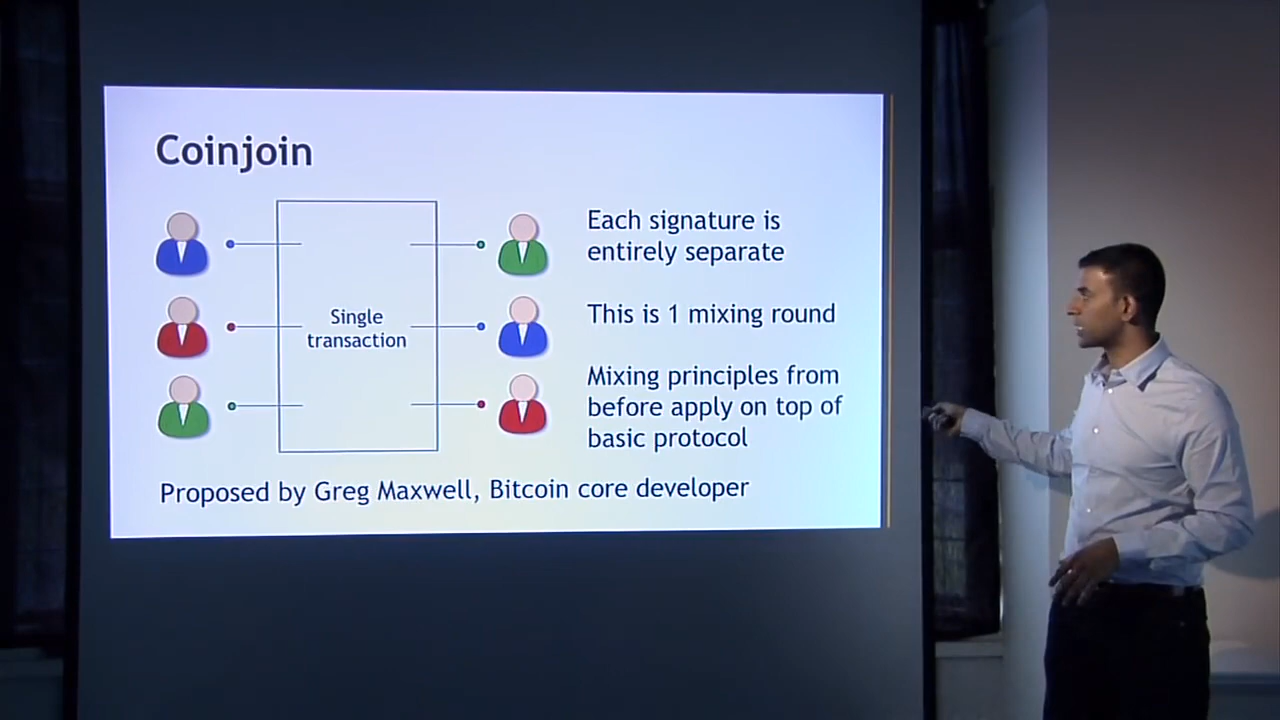 Coinjoin
Single
transaction
Each signature is
entirely separate
This is 1 mixing round
Mixing principles from
before apply on top of
basic protocol
Proposed by Greg Maxwell, Bitcoin core developer